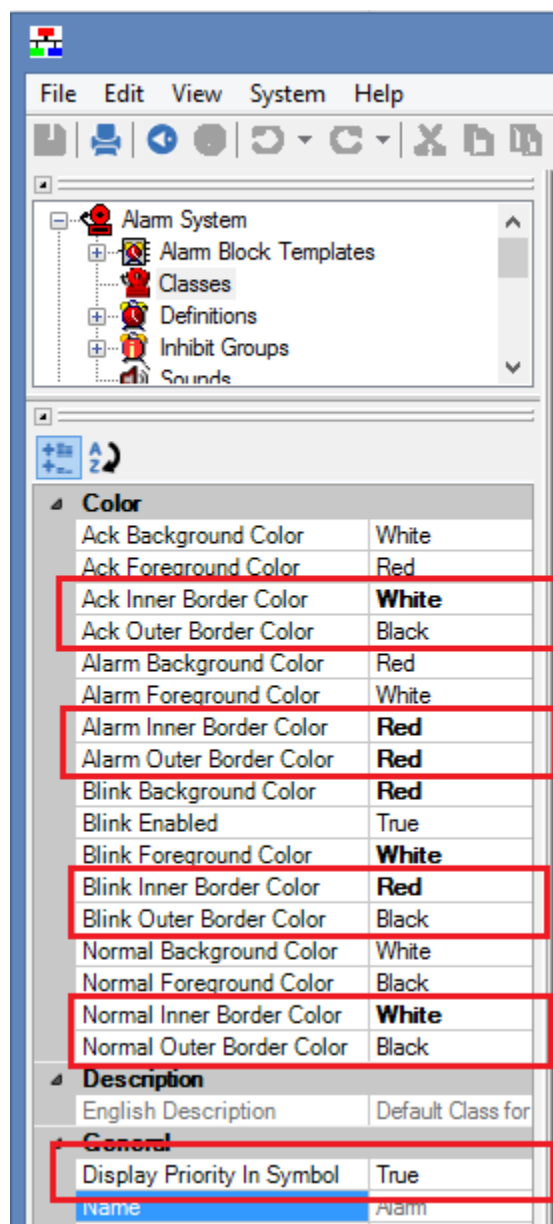 File Edit View System Help
Alarm System
Alarm Block Templates
Classes
Definitions
Inhibit Groups
Sounds
Color
Ack Background Color White
Ack Foreground Color Red
Ack Inner Border Color White
Ack Outer Border Color Black
Alarm Background Color Red
Alarm Foreground Color White
Alarm Inner Border Color Red
Alarm Outer Border Color Red
Blink Background Color Red
Blink Enabled True
Blink Foreground Color White
Blink Inner Border Color Red
Blink Outer Border Color Black
Normal Background Color White
Normal Foreground Color Black
Normal Inner Border Color White
Normal Outer Border Color Black
Description
English Description Default Class for
General
Display Priority In Symbol True
Name Alarm